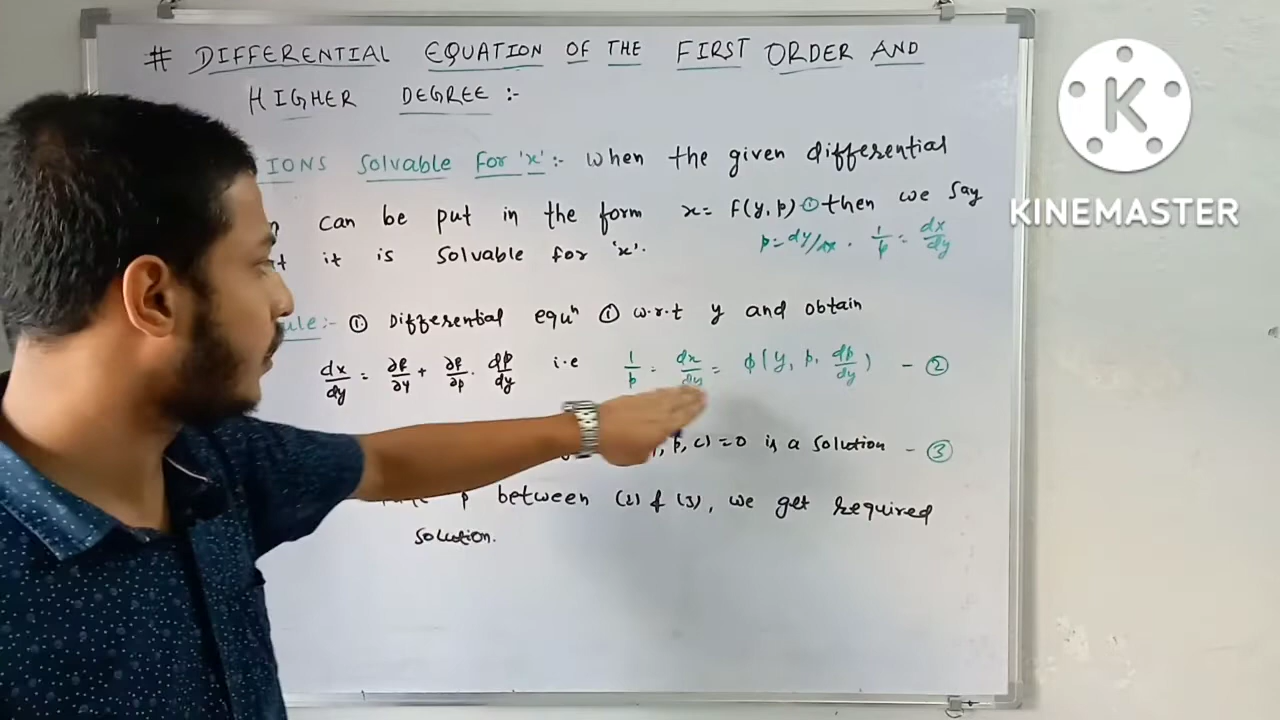 # DIFFERENTIAL EQUATION OF THE FIRST ORDER AND
HIGHER DEGREE :-
IONS Solvable For 'x':- When the given differential
can be put in the form x= f(y,p) ① then we say
p=dy/dx . 1/p = dx/dy
it is Solvable for 'x'.
ule:- ① Differential equⁿ ① w.r.t y and obtain
dx/dy = ∂f/∂y + ∂f/∂p . dp/dy i.e 1/p = dx/dy = ϕ(y, p, dp/dy) - ②
p, c) =0 is a solution - ③
p between (2) & (3), we get required
solution.
K
KINEMASTER